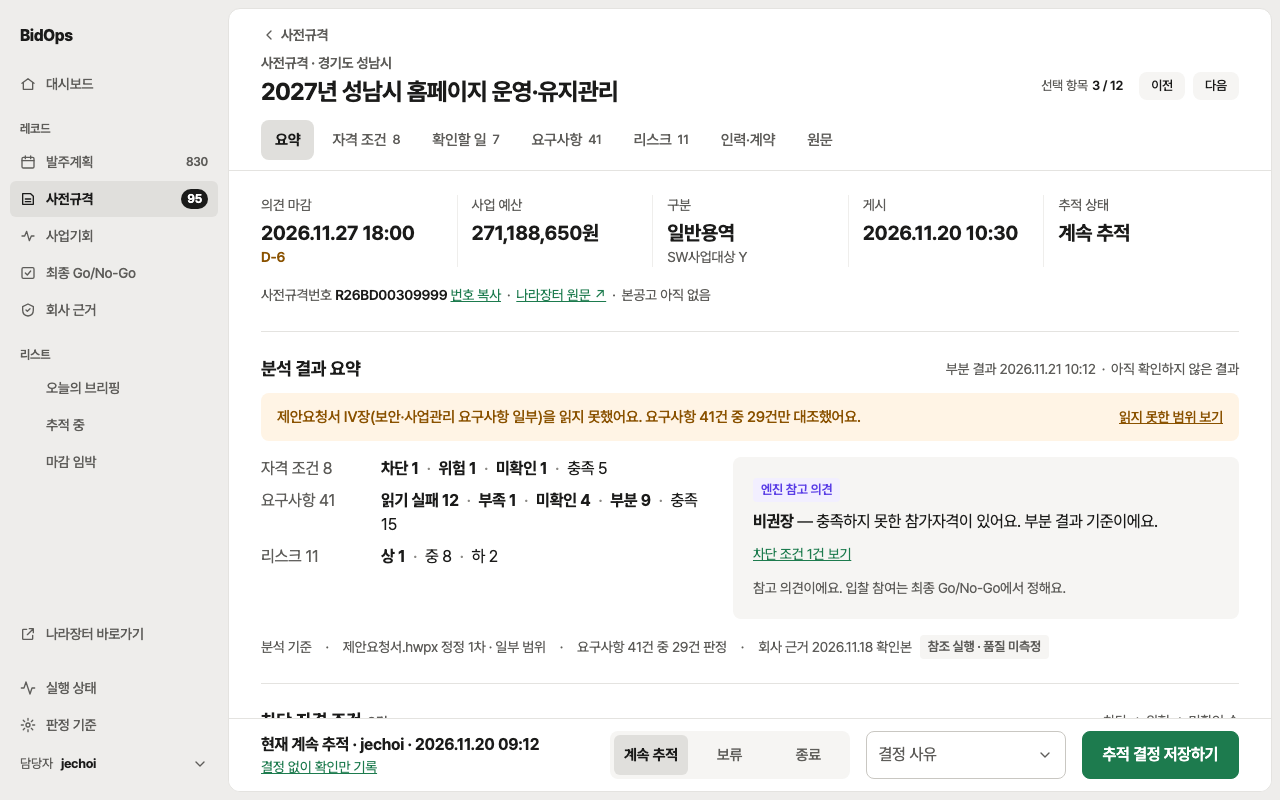 BidOps
대시보드
레코드
발주계획 830
사전규격 95
사업기회
최종 Go/No-Go
회사 근거
리스트
오늘의 브리핑
추적 중
마감 임박
나라장터 바로가기
실행 상태
판정 기준
담당자 jechoi
사전규격
사전규격 · 경기도 성남시
2027년 성남시 홈페이지 운영·유지관리
선택 항목 3 / 12 이전 다음
요약 자격 조건 8 확인할 일 7 요구사항 41 리스크 11 인력·계약 원문
의견 마감 사업 예산 구분 게시 추적 상태
2026.11.27 18:00 271,188,650원 일반용역 2026.11.20 10:30 계속 추적
D-6 SW사업대상 Y
사전규격번호 R26BD00309999 번호 복사 · 나라장터 원문 ↗ · 본공고 아직 없음
분석 결과 요약 부분 결과 2026.11.21 10:12 · 아직 확인하지 않은 결과
제안요청서 IV장(보안·사업관리 요구사항 일부)을 읽지 못했어요. 요구사항 41건 중 29건만 대조했어요. 읽지 못한 범위 보기
자격 조건 8 차단 1 · 위험 1 · 미확인 1 · 충족 5
요구사항 41 읽기 실패 12 · 부족 1 · 미확인 4 · 부분 9 · 충족
15
리스크 11 상 1 · 중 8 · 하 2
엔진 참고 의견
비권장 — 충족하지 못한 참가자격이 있어요. 부분 결과 기준이에요.
차단 조건 1건 보기
참고 의견이에요. 입찰 참여는 최종 Go/No-Go에서 정해요.
분석 기준 · 제안요청서.hwpx 정정 1차 · 일부 범위 · 요구사항 41건 중 29건 판정 · 회사 근거 2026.11.18 확인본 참조 실행 · 품질 미측정
현재 계속 추적 · jechoi · 2026.11.20 09:12
결정 없이 확인만 기록
계속 추적 보류 종료 결정 사유 추적 결정 저장하기